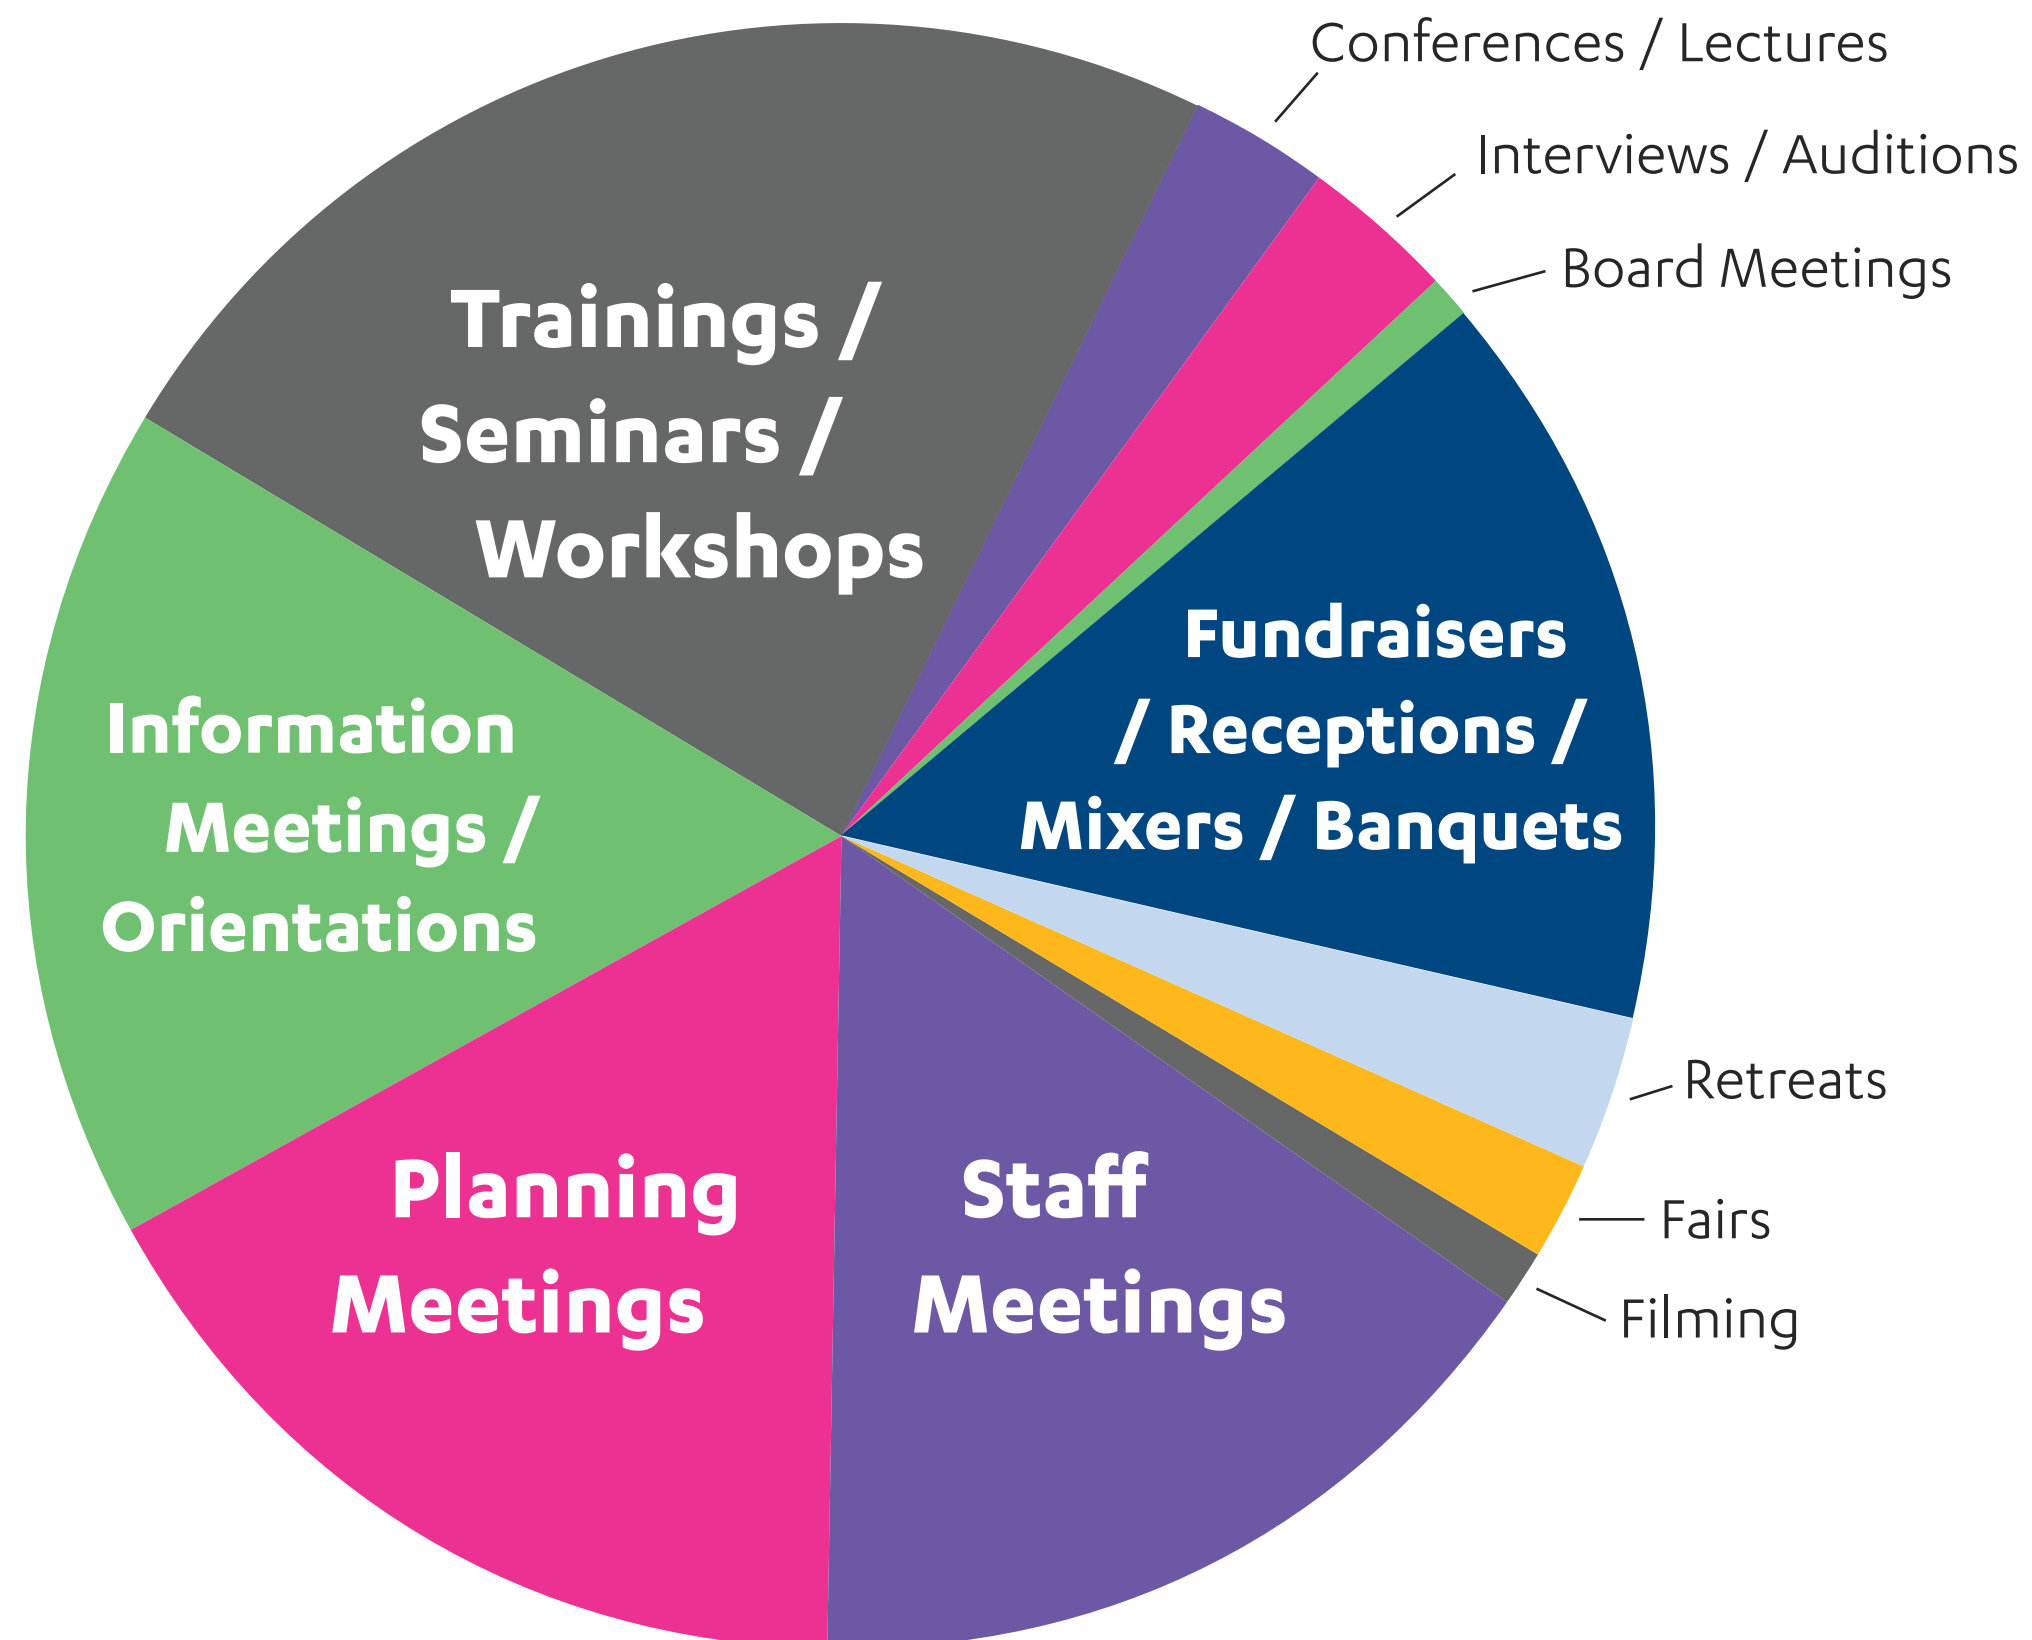 Conferences / Lectures
Interviews / Auditions
Board Meetings
Trainings /
Seminars /
Workshops
Fundraisers
/ Receptions /
Mixers / Banquets
Information
Meetings /
Orientations
Retreats
Planning
Meetings
Staff
Meetings
Fairs
Filming